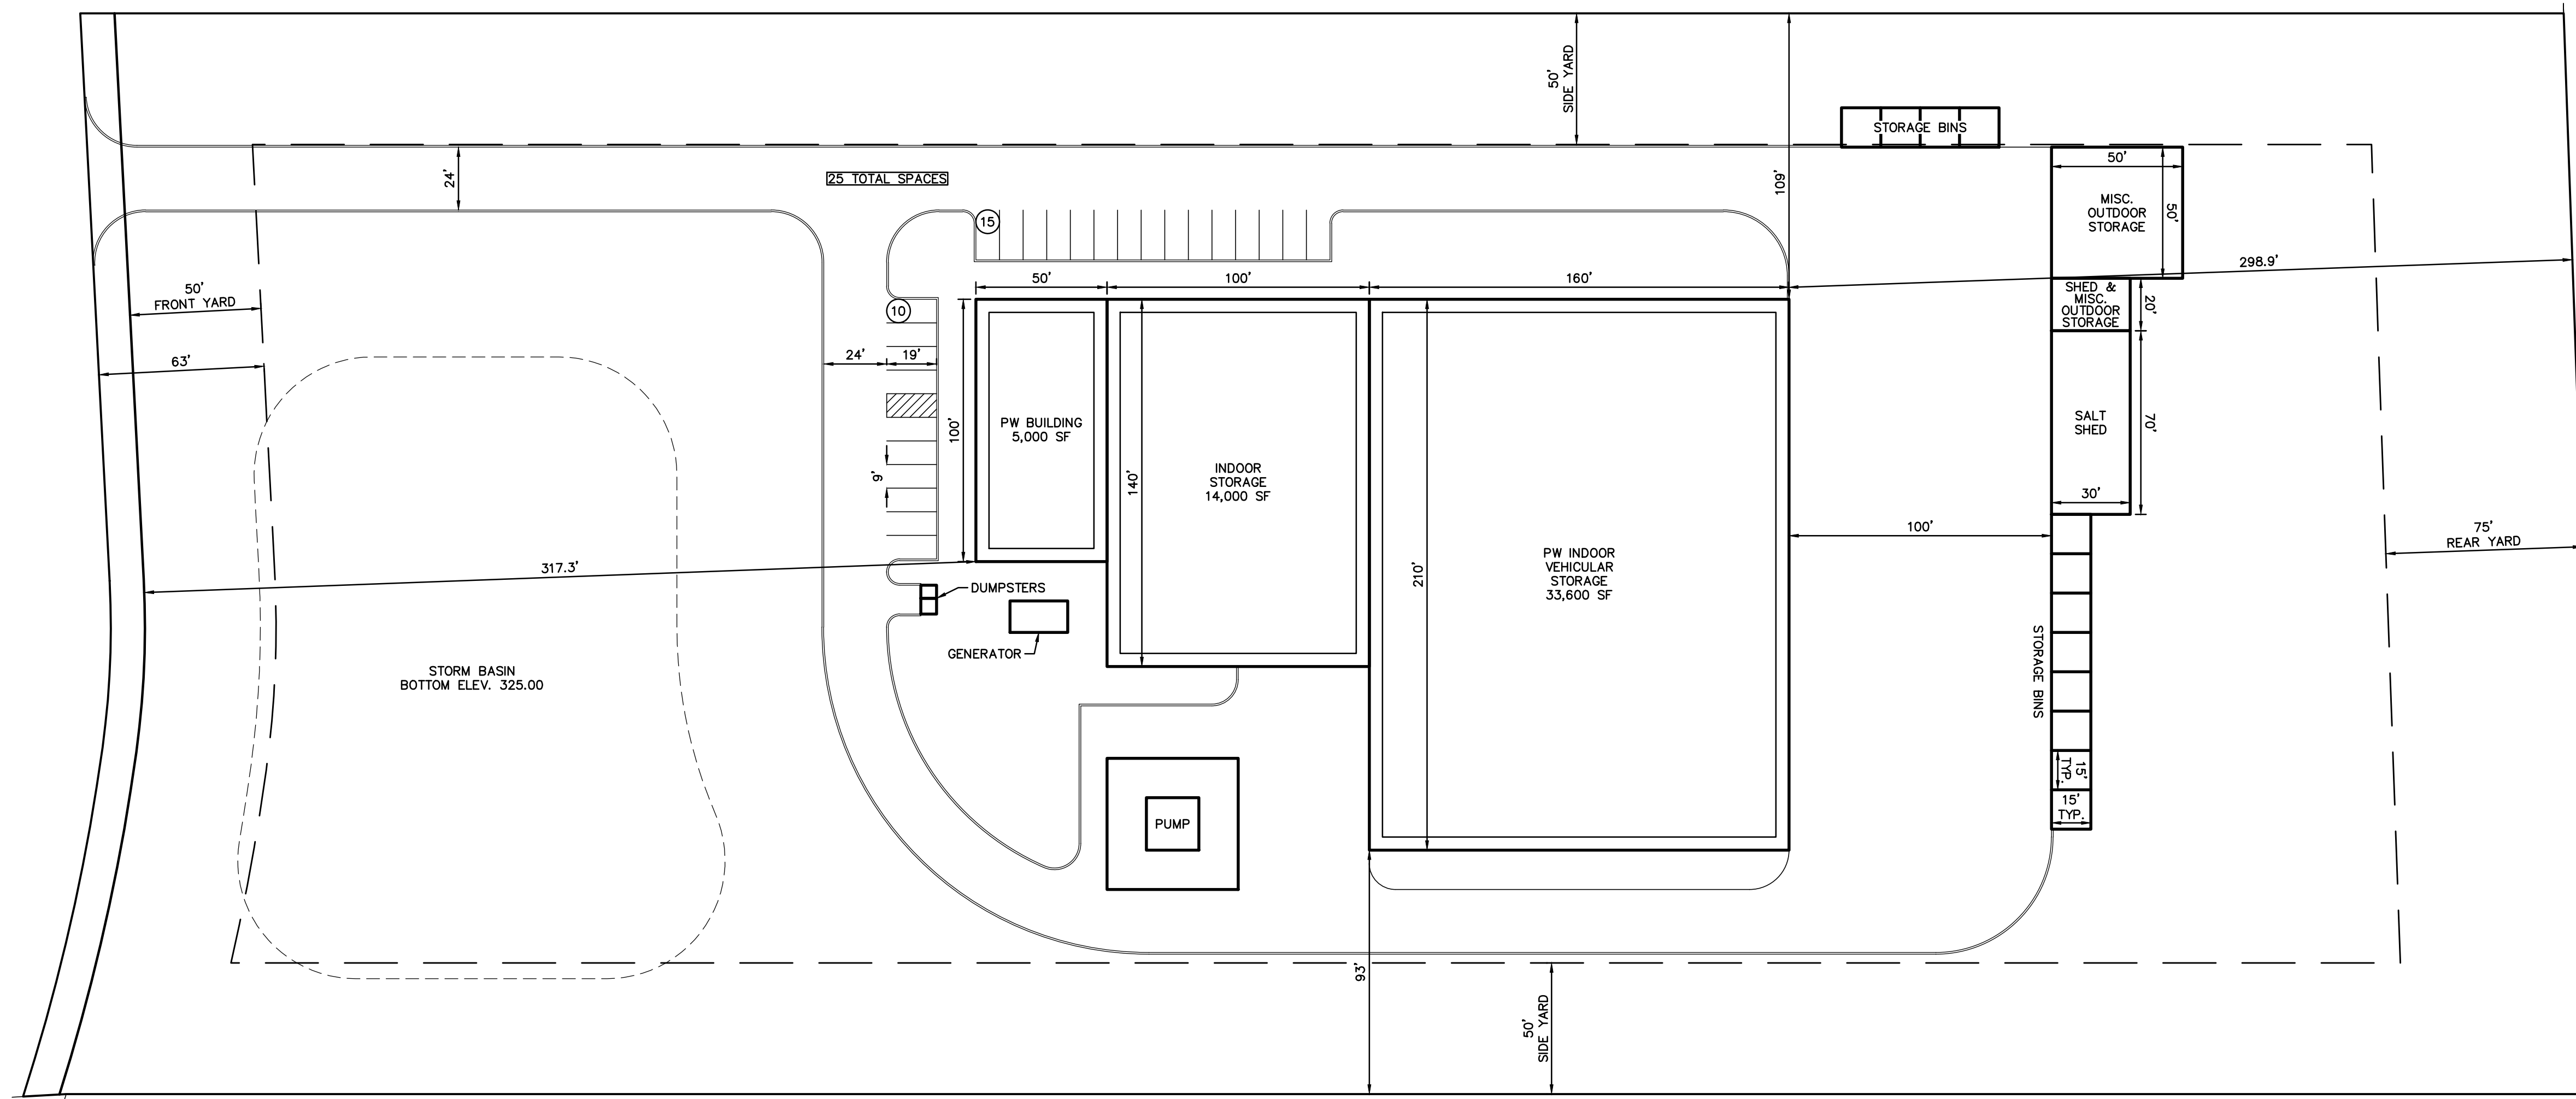 50'
SIDE YARD
STORAGE BINS
24'
25 TOTAL SPACES
109'
50'
MISC.
OUTDOOR
STORAGE
50'
15
298.9'
50'
100'
160'
50'
FRONT YARD
10
SHED &
MISC.
OUTDOOR
STORAGE
20'
63'
24'
19'
100'
PW BUILDING
5,000 SF
SALT
SHED
70'
9'
140'
INDOOR
STORAGE
14,000 SF
30'
100'
75'
REAR YARD
317.3'
210'
PW INDOOR
VEHICULAR
STORAGE
33,600 SF
DUMPSTERS
GENERATOR
STORM BASIN
BOTTOM ELEV. 325.00
STORAGE BINS
15'
TYP.
15'
TYP.
PUMP
93'
50'
SIDE YARD